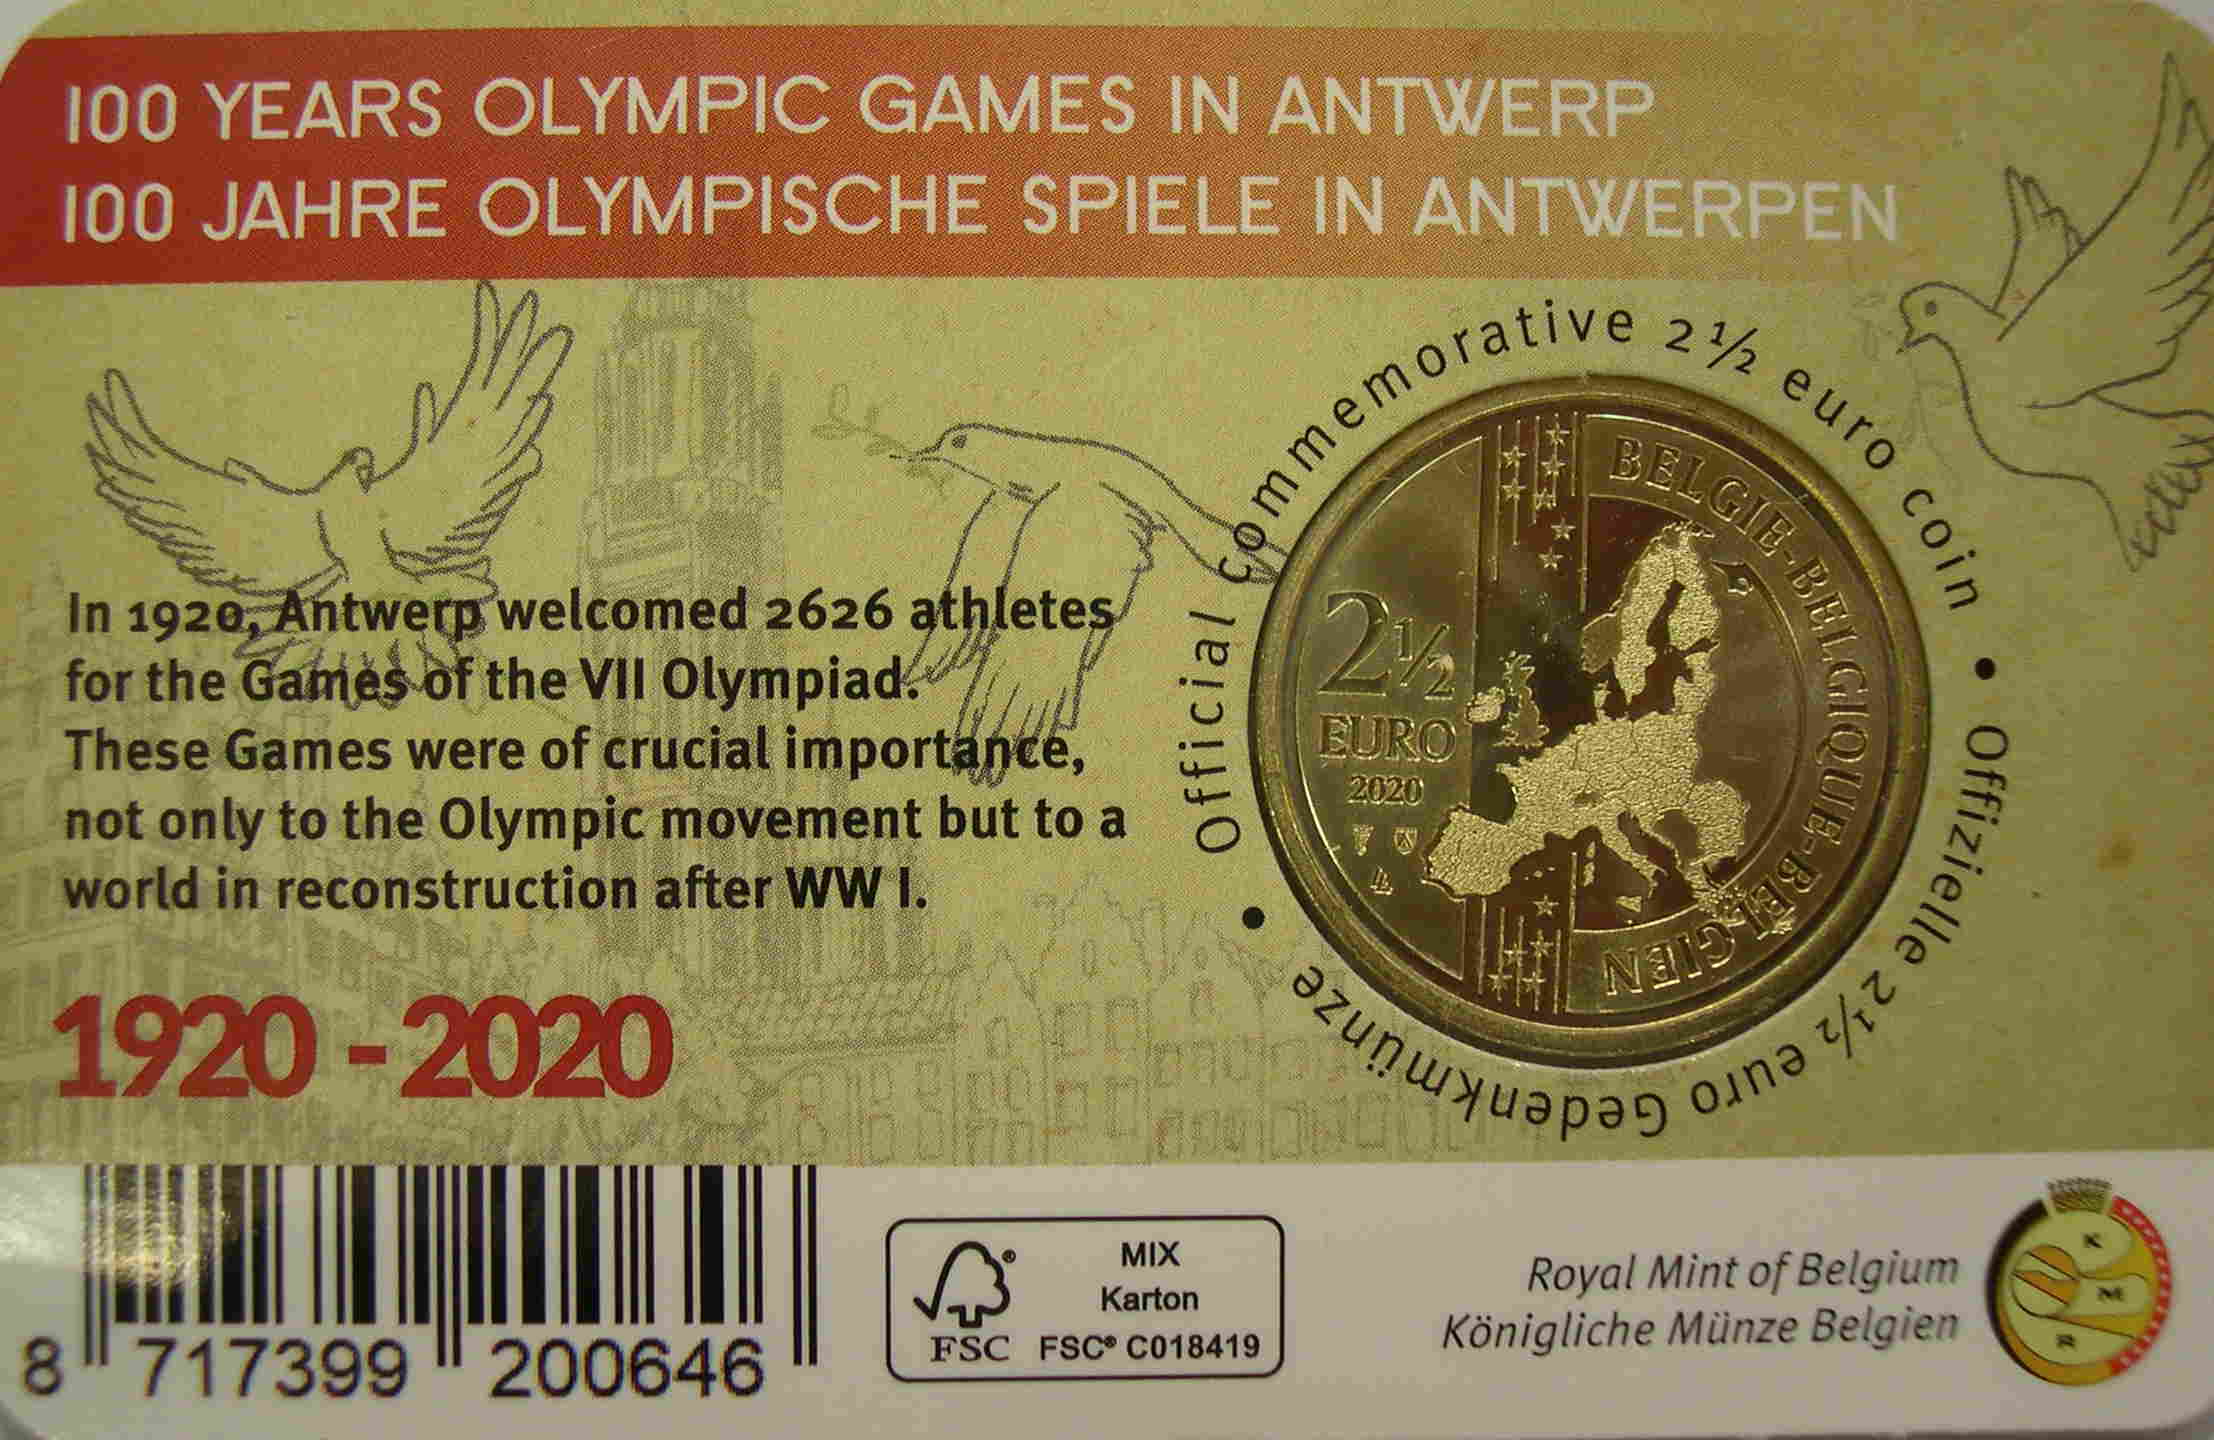 100 YEARS OLYMPIC GAMES IN ANTWERP
100 JAHRE OLYMPISCHE SPIELE IN ANTWERPEN
In 1920, Antwerp welcomed 2626 athletes
for the Games of the VII Olympiad.
These Games were of crucial importance,
not only to the Olympic movement but to a
world in reconstruction after WW I.
1920 - 2020
Official commemorative 2 ½ euro coin • Offizielle 2½ euro Gedenkmünze •
BELGIE-BELGIQUE-BELGIEN
2 ½
EURO
2020
8 717399 200646
FSC
MIX
Karton
FSC® C018419
Royal Mint of Belgium
Königliche Münze Belgien
K
M
R